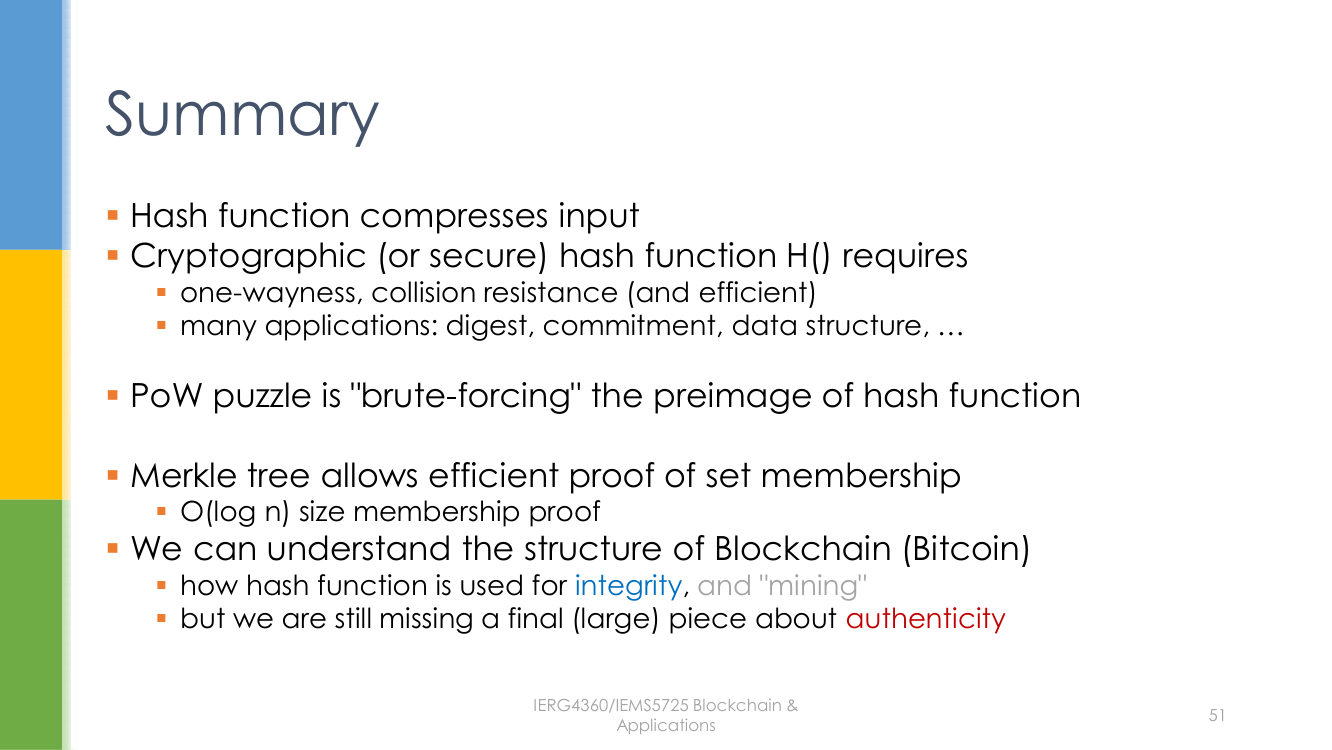 Summary
Hash function compresses input
Cryptographic (or secure) hash function H() requires
one-wayness, collision resistance (and efficient)
many applications: digest, commitment, data structure, …
PoW puzzle is "brute-forcing" the preimage of hash function
Merkle tree allows efficient proof of set membership
O(log n) size membership proof
We can understand the structure of Blockchain (Bitcoin)
how hash function is used for integrity, and "mining"
but we are still missing a final (large) piece about authenticity
IERG4360/IEMS5725 Blockchain &
Applications
51